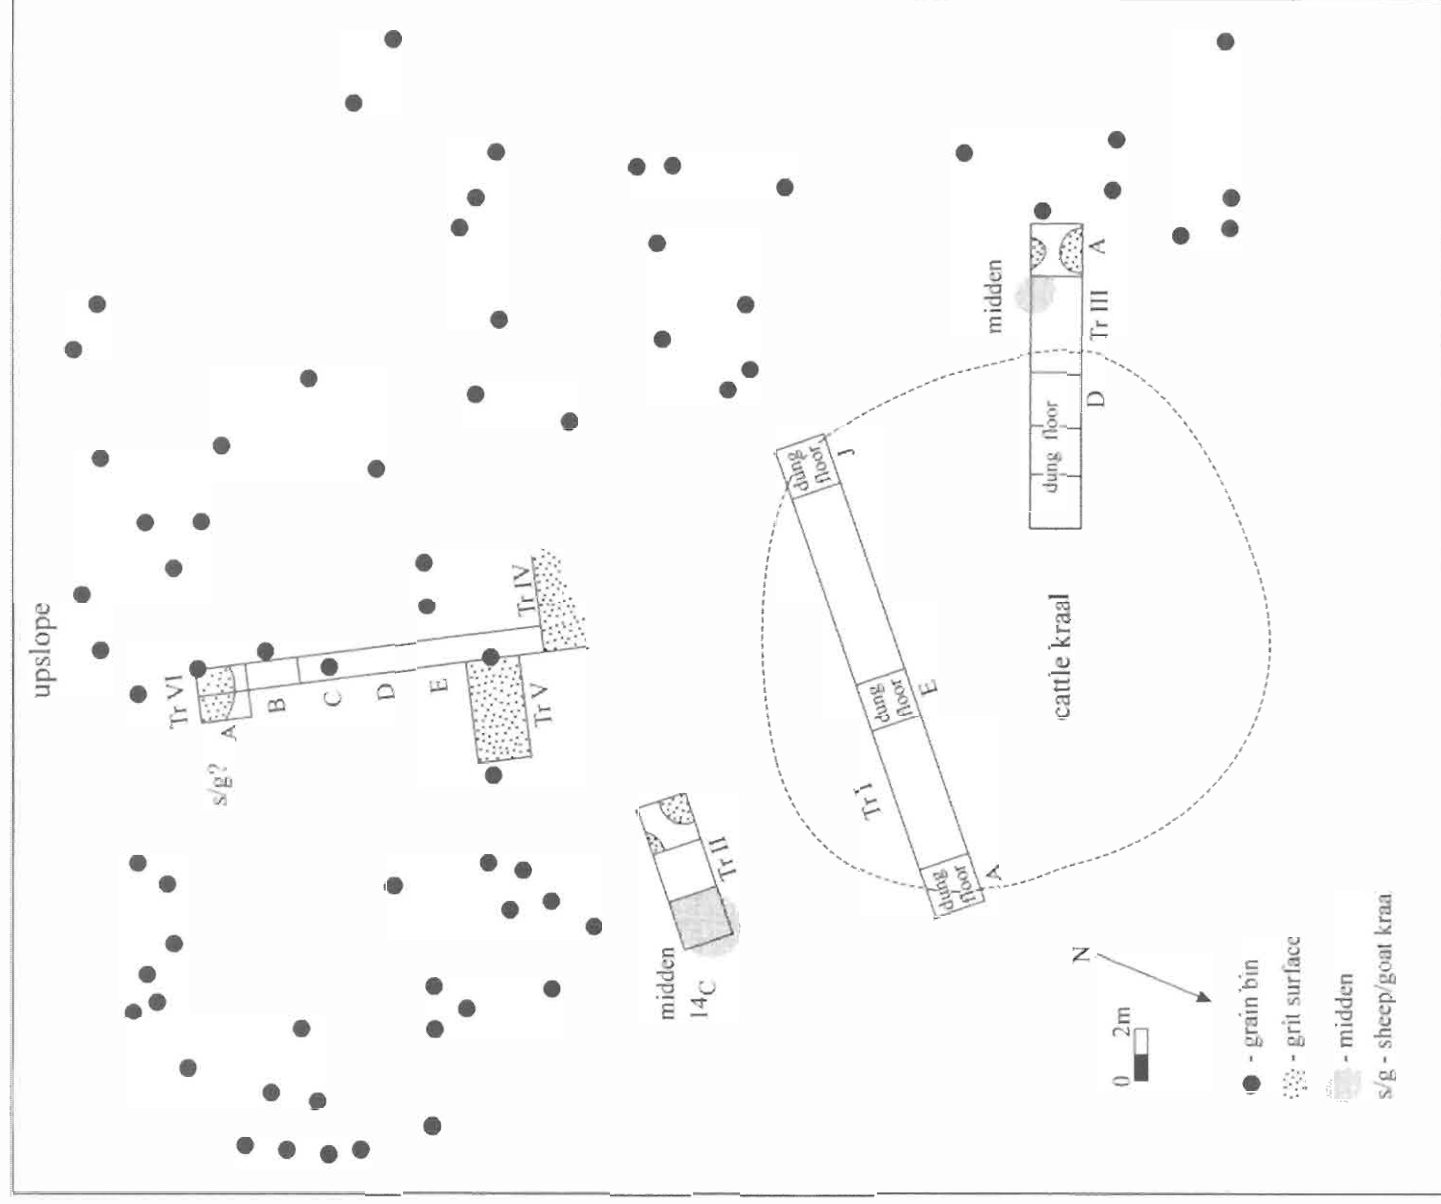 upslope
Tr VI
A
B
C
D
E
s/g?
Tr IV
Tr V
midden
14C
Tr II
dung
floor
J
dung
floor
E
Tr I
dung
floor
A
cattle kraal
midden
A
Tr III
D
dung floor
N
0 2m
- grain bin
- grit surface
- midden
s/g - sheep/goat kraa